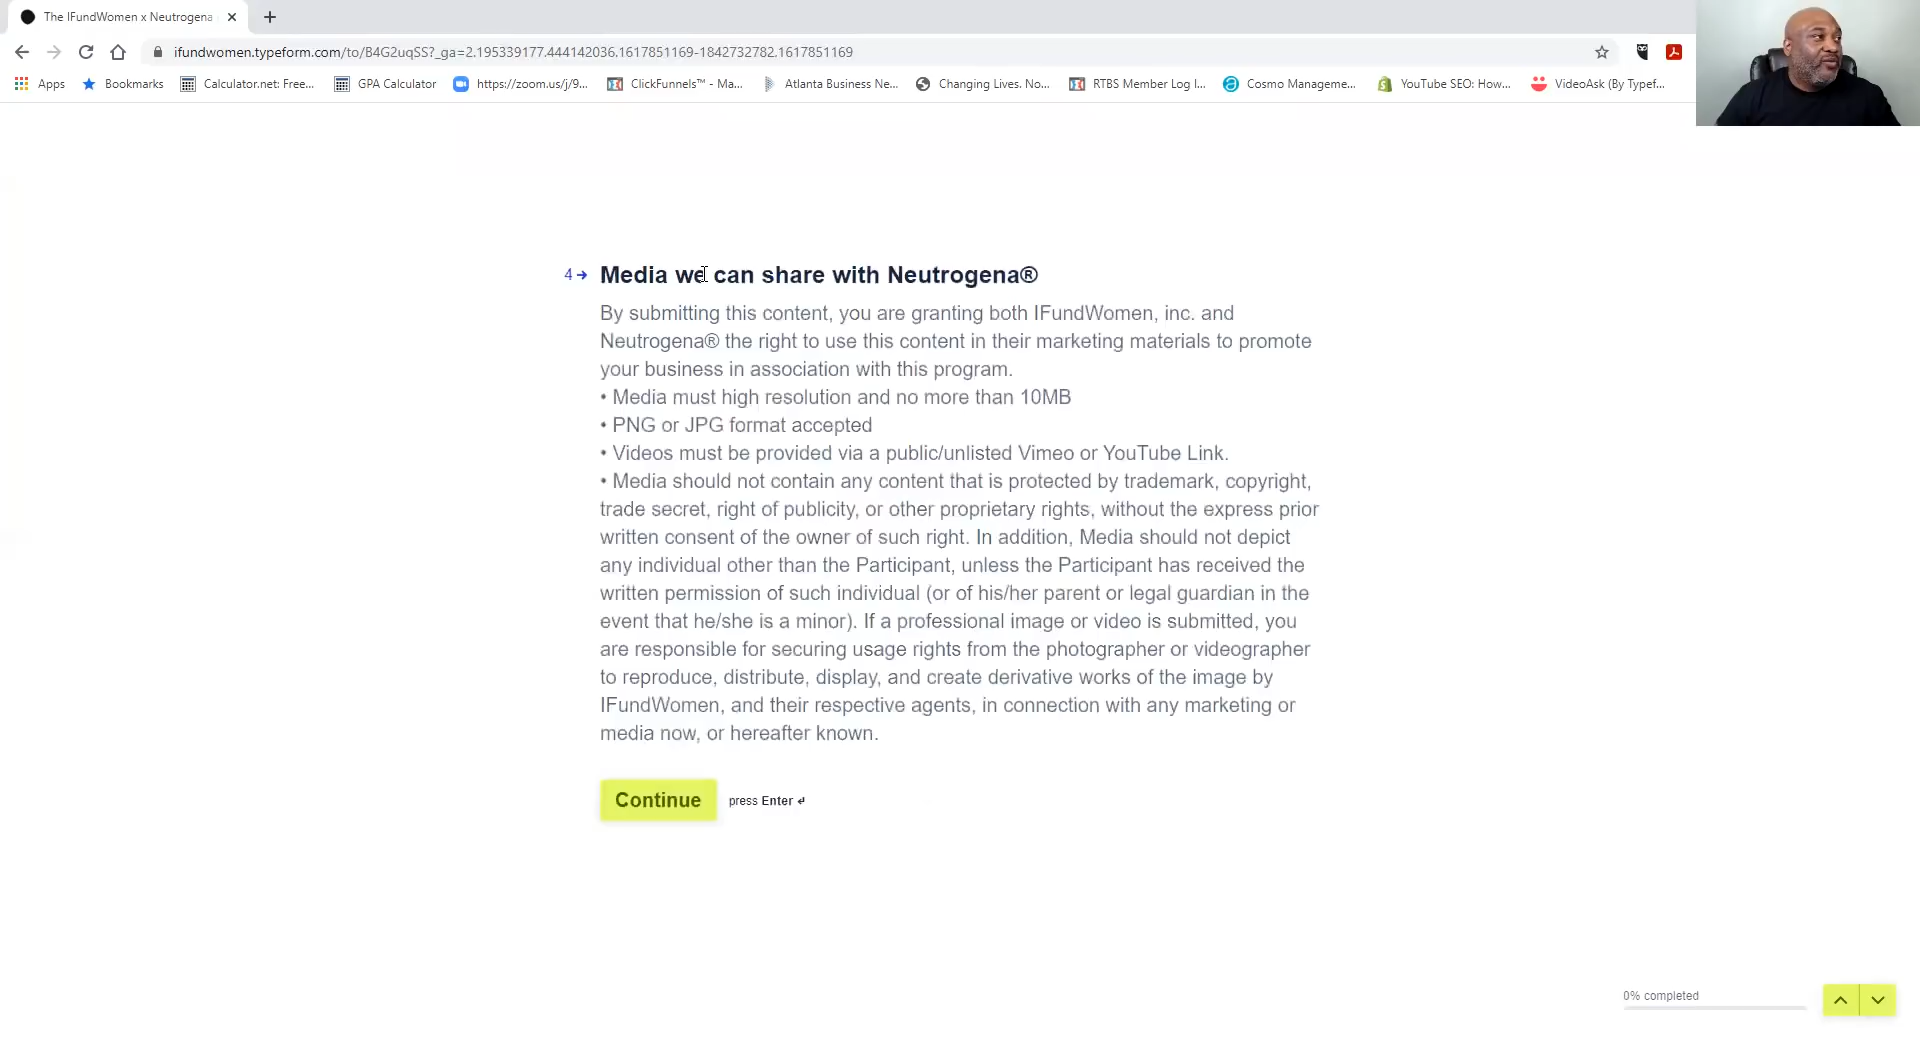 The IFundWomen x Neutrogena
ifundwomen.typeform.com/to/B4G2uqSS?_ga=2.195339177.444142036.1617851169-1842732782.1617851169
Apps Bookmarks Calculator.net: Free... GPA Calculator https://zoom.us/j/9... ClickFunnels™ - Ma... Atlanta Business Ne... Changing Lives. No... RTBS Member Log I... Cosmo Manageme... YouTube SEO: How... VideoAsk (By Typef...
4 Media we can share with Neutrogena®
By submitting this content, you are granting both IFundWomen, inc. and
Neutrogena® the right to use this content in their marketing materials to promote
your business in association with this program.
• Media must high resolution and no more than 10MB
• PNG or JPG format accepted
• Videos must be provided via a public/unlisted Vimeo or YouTube Link.
• Media should not contain any content that is protected by trademark, copyright,
trade secret, right of publicity, or other proprietary rights, without the express prior
written consent of the owner of such right. In addition, Media should not depict
any individual other than the Participant, unless the Participant has received the
written permission of such individual (or of his/her parent or legal guardian in the
event that he/she is a minor). If a professional image or video is submitted, you
are responsible for securing usage rights from the photographer or videographer
to reproduce, distribute, display, and create derivative works of the image by
IFundWomen, and their respective agents, in connection with any marketing or
media now, or hereafter known.
Continue press Enter ↵
0% completed